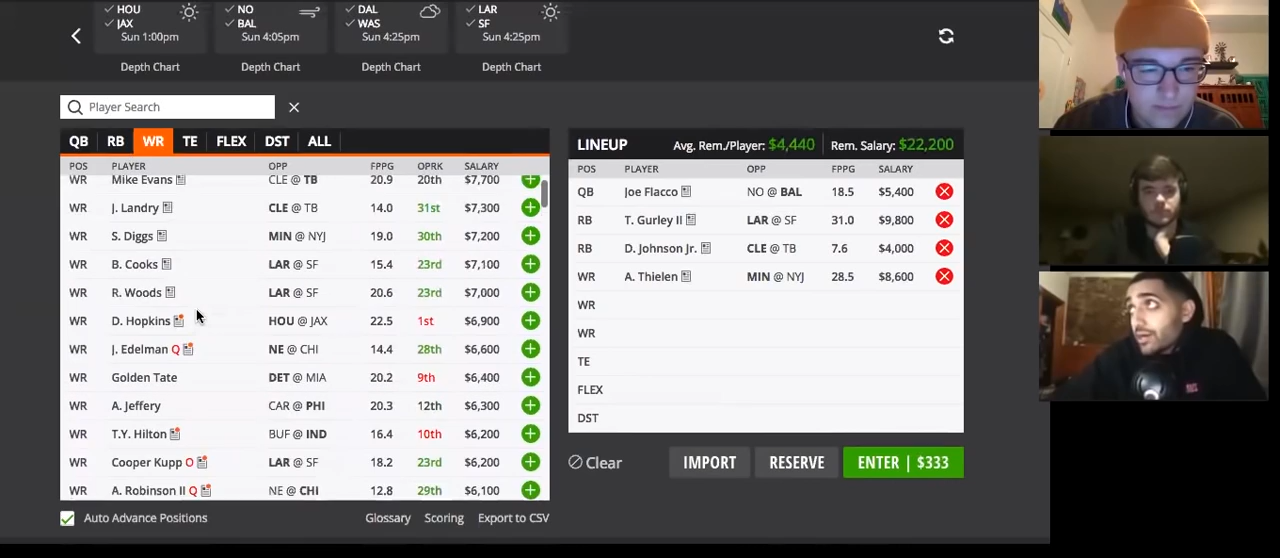 HOU
JAX
Sun 1:00pm
NO
BAL
Sun 4:05pm
DAL
WAS
Sun 4:25pm
LAR
SF
Sun 4:25pm
Depth Chart
Depth Chart
Depth Chart
Depth Chart
Player Search
QB RB WR TE FLEX DST ALL
POS PLAYER OPP FPPG OPRK SALARY
WR Mike Evans CLE @ TB 20.9 20th $7,700
WR J. Landry CLE @ TB 14.0 31st $7,300
WR S. Diggs MIN @ NYJ 19.0 30th $7,200
WR B. Cooks LAR @ SF 15.4 23rd $7,100
WR R. Woods LAR @ SF 20.6 23rd $7,000
WR D. Hopkins HOU @ JAX 22.5 1st $6,900
WR J. Edelman Q NE @ CHI 14.4 28th $6,600
WR Golden Tate DET @ MIA 20.2 9th $6,400
WR A. Jeffery CAR @ PHI 20.3 12th $6,300
WR T.Y. Hilton BUF @ IND 16.4 10th $6,200
WR Cooper Kupp O LAR @ SF 18.2 23rd $6,200
WR A. Robinson II Q NE @ CHI 12.8 29th $6,100
Auto Advance Positions Glossary Scoring Export to CSV
LINEUP Avg. Rem./Player: $4,440 Rem. Salary: $22,200
POS PLAYER OPP FPPG SALARY
QB Joe Flacco NO @ BAL 18.5 $5,400
RB T. Gurley II LAR @ SF 31.0 $9,800
RB D. Johnson Jr. CLE @ TB 7.6 $4,000
WR A. Thielen MIN @ NYJ 28.5 $8,600
WR
WR
TE
FLEX
DST
Clear IMPORT RESERVE ENTER | $333